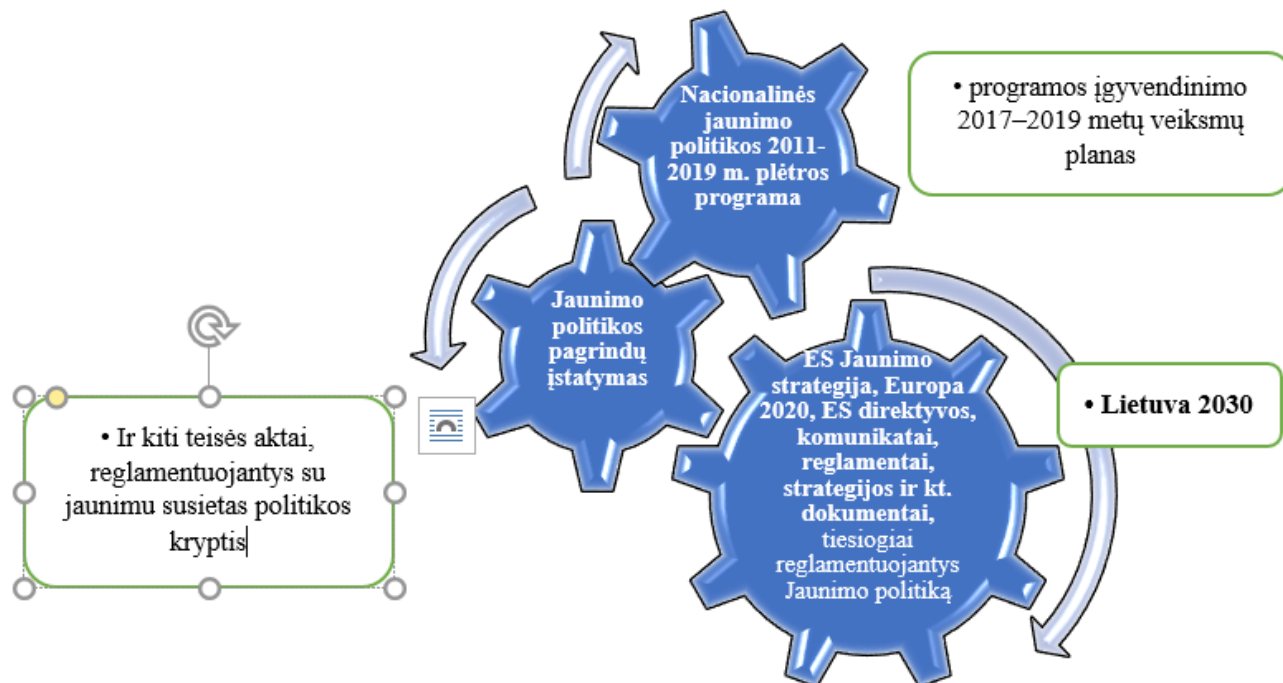 Nacionalinės
jaunimo
politikos 2011-
2019 m. plėtros
programa
• programos įgyvendinimo
2017–2019 metų veiksmų
planas
Jaunimo
politikos
pagrindų
įstatymas
• Ir kiti teisės aktai,
reglamentuojantys su
jaunimu susietas politikos
kryptis
ES Jaunimo
strategija, Europa
2020, ES direktyvos,
komunikatai,
reglamentai,
strategijos ir kt.
dokumentai,
tiesiogiai
reglamentuojantys
Jaunimo politiką
• Lietuva 2030